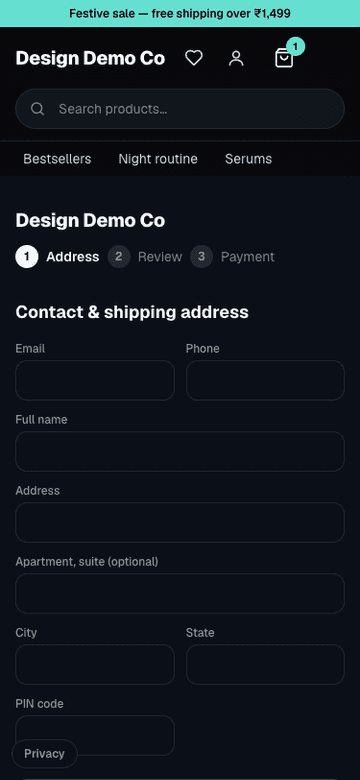 Festive sale — free shipping over ₹1,499
Design Demo Co
1
Search products...
Bestsellers Night routine Serums
Design Demo Co
1 Address 2 Review 3 Payment
Contact & shipping address
Email Phone
Full name
Address
Apartment, suite (optional)
City State
PIN code
Privacy